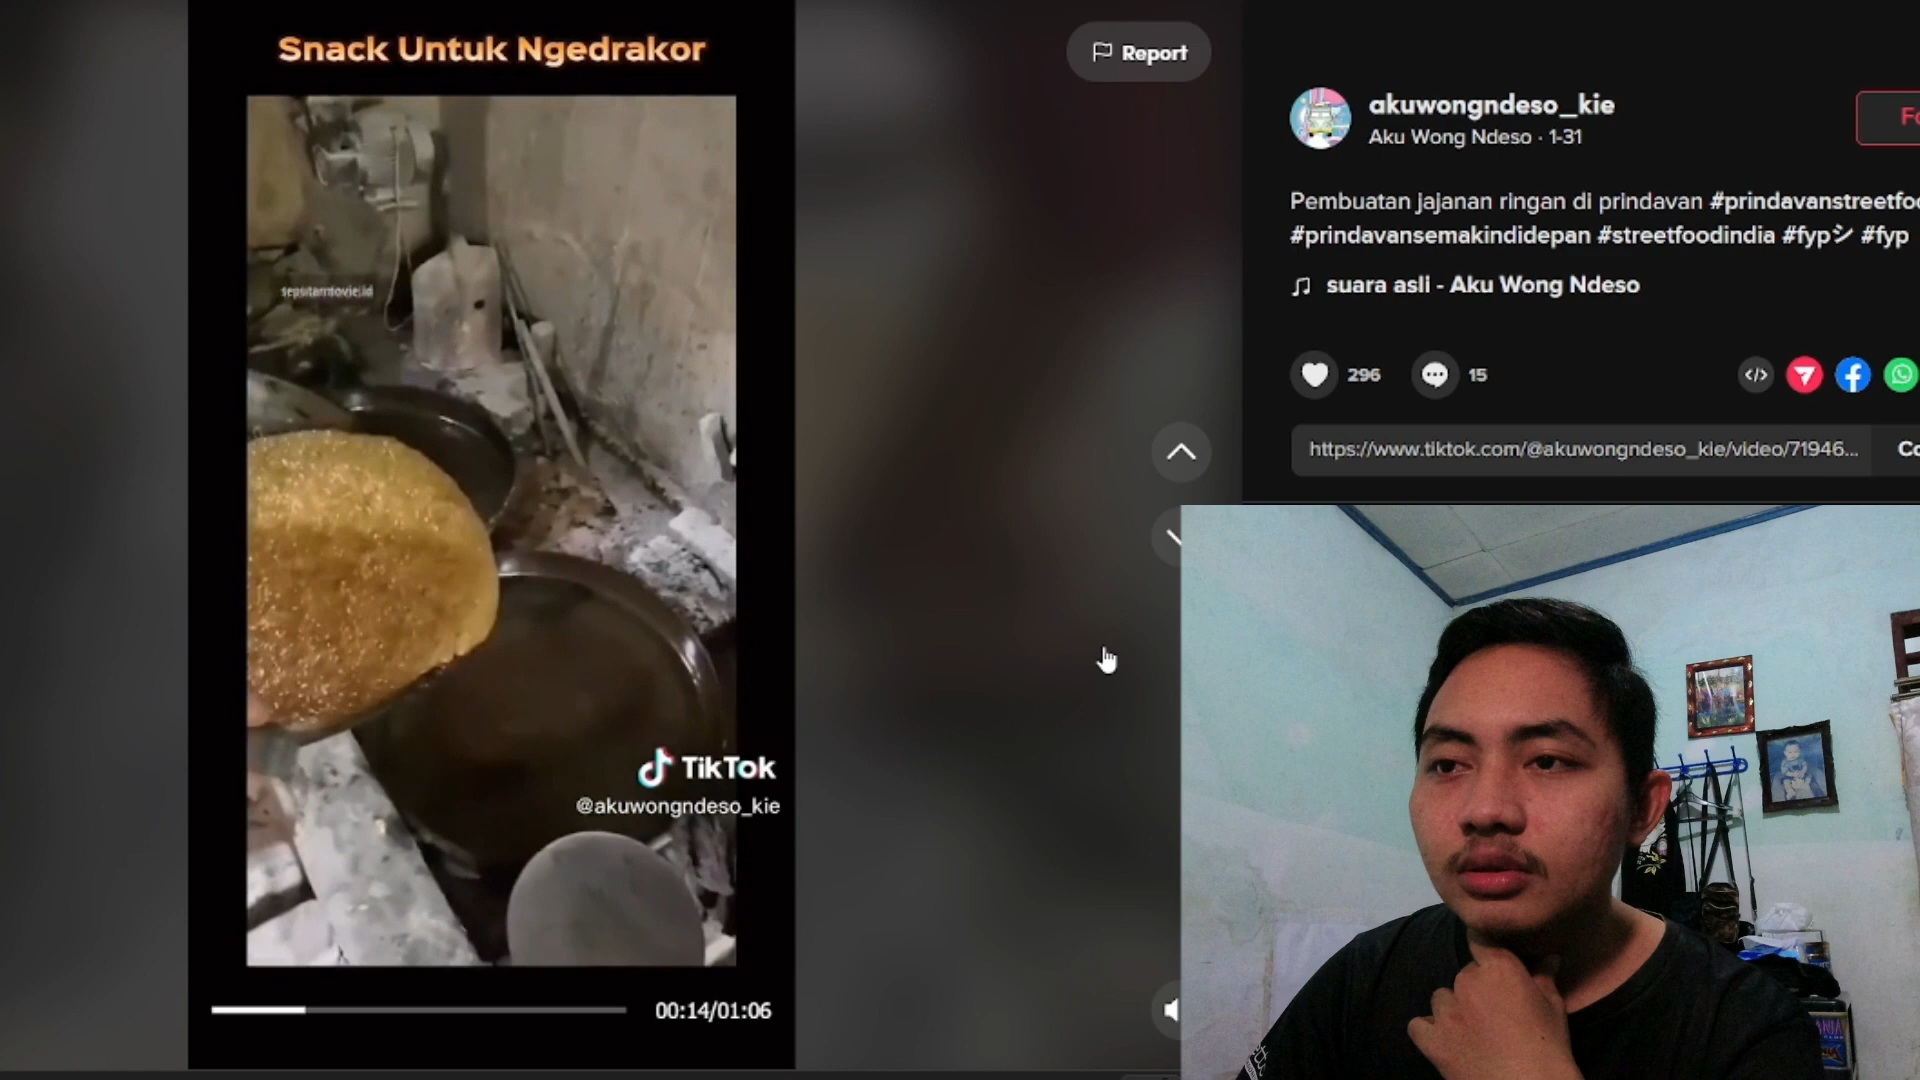 Snack Untuk Ngedrakor
Report
akuwongndeso_kie
Aku Wong Ndeso · 1-31
Pembuatan jajanan ringan di prindavan #prindavanstreetfoo
#prindavansemakindidepan #streetfoodindia #fypシ #fyp
suara asli - Aku Wong Ndeso
296
15
https://www.tiktok.com/@akuwongndeso_kie/video/71946...
Co
TikTok
@akuwongndeso_kie
00:14/01:06